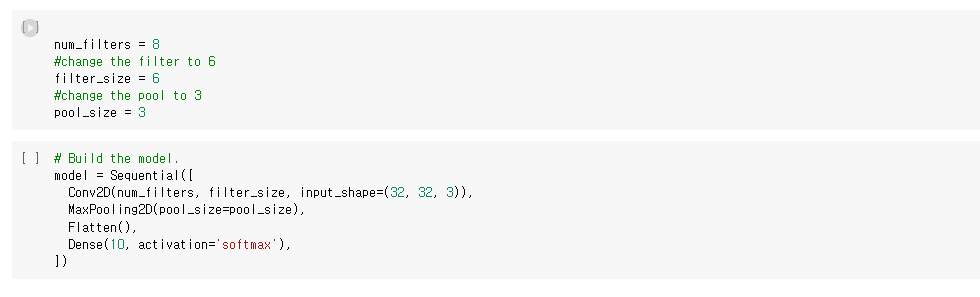 num_filters = 8
#change the filter to 6
filter_size = 6
#change the pool to 3
pool_size = 3
[ ] # Build the model.
model = Sequential([
  Conv2D(num_filters, filter_size, input_shape=(32, 32, 3)),
  MaxPooling2D(pool_size=pool_size),
  Flatten(),
  Dense(10, activation='softmax'),
])